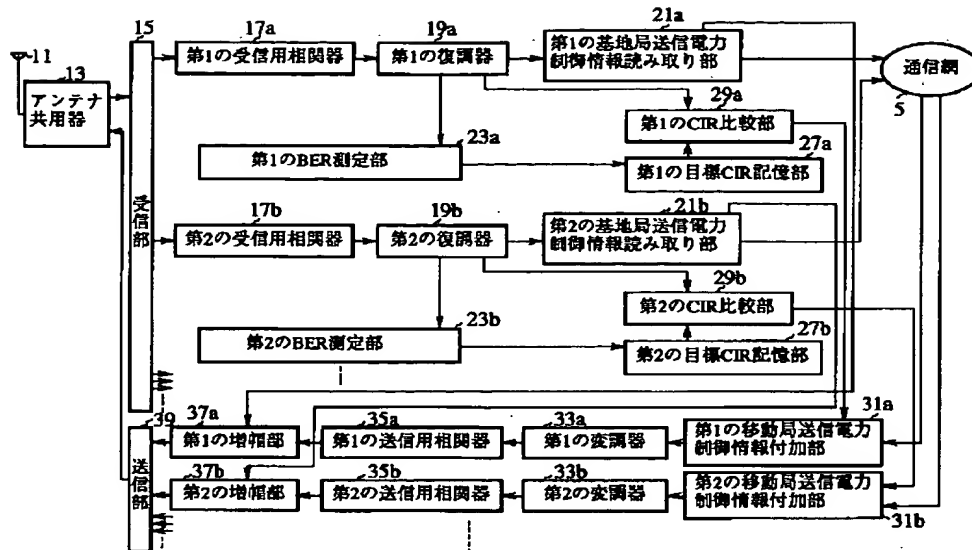 11
13
アンテナ
共用器
15
受信部
17a
第1の受信用相関器
19a
第1の復調器
21a
第1の基地局送信電力
制御情報読み取り部
通信網
5
29a
第1のCIR比較部
23a
第1のBER測定部
27a
第1の目標CIR記憶部
17b
第2の受信用相関器
19b
第2の復調器
21b
第2の基地局送信電力
制御情報読み取り部
29b
第2のCIR比較部
23b
第2のBER測定部
27b
第2の目標CIR記憶部
39
送信部
37a
第1の増幅部
35a
第1の送信用相関器
33a
第1の変調器
31a
第1の移動局送信電力
制御情報付加部
37b
第2の増幅部
35b
第2の送信用相関器
33b
第2の変調器
第2の移動局送信電力
制御情報付加部
31b